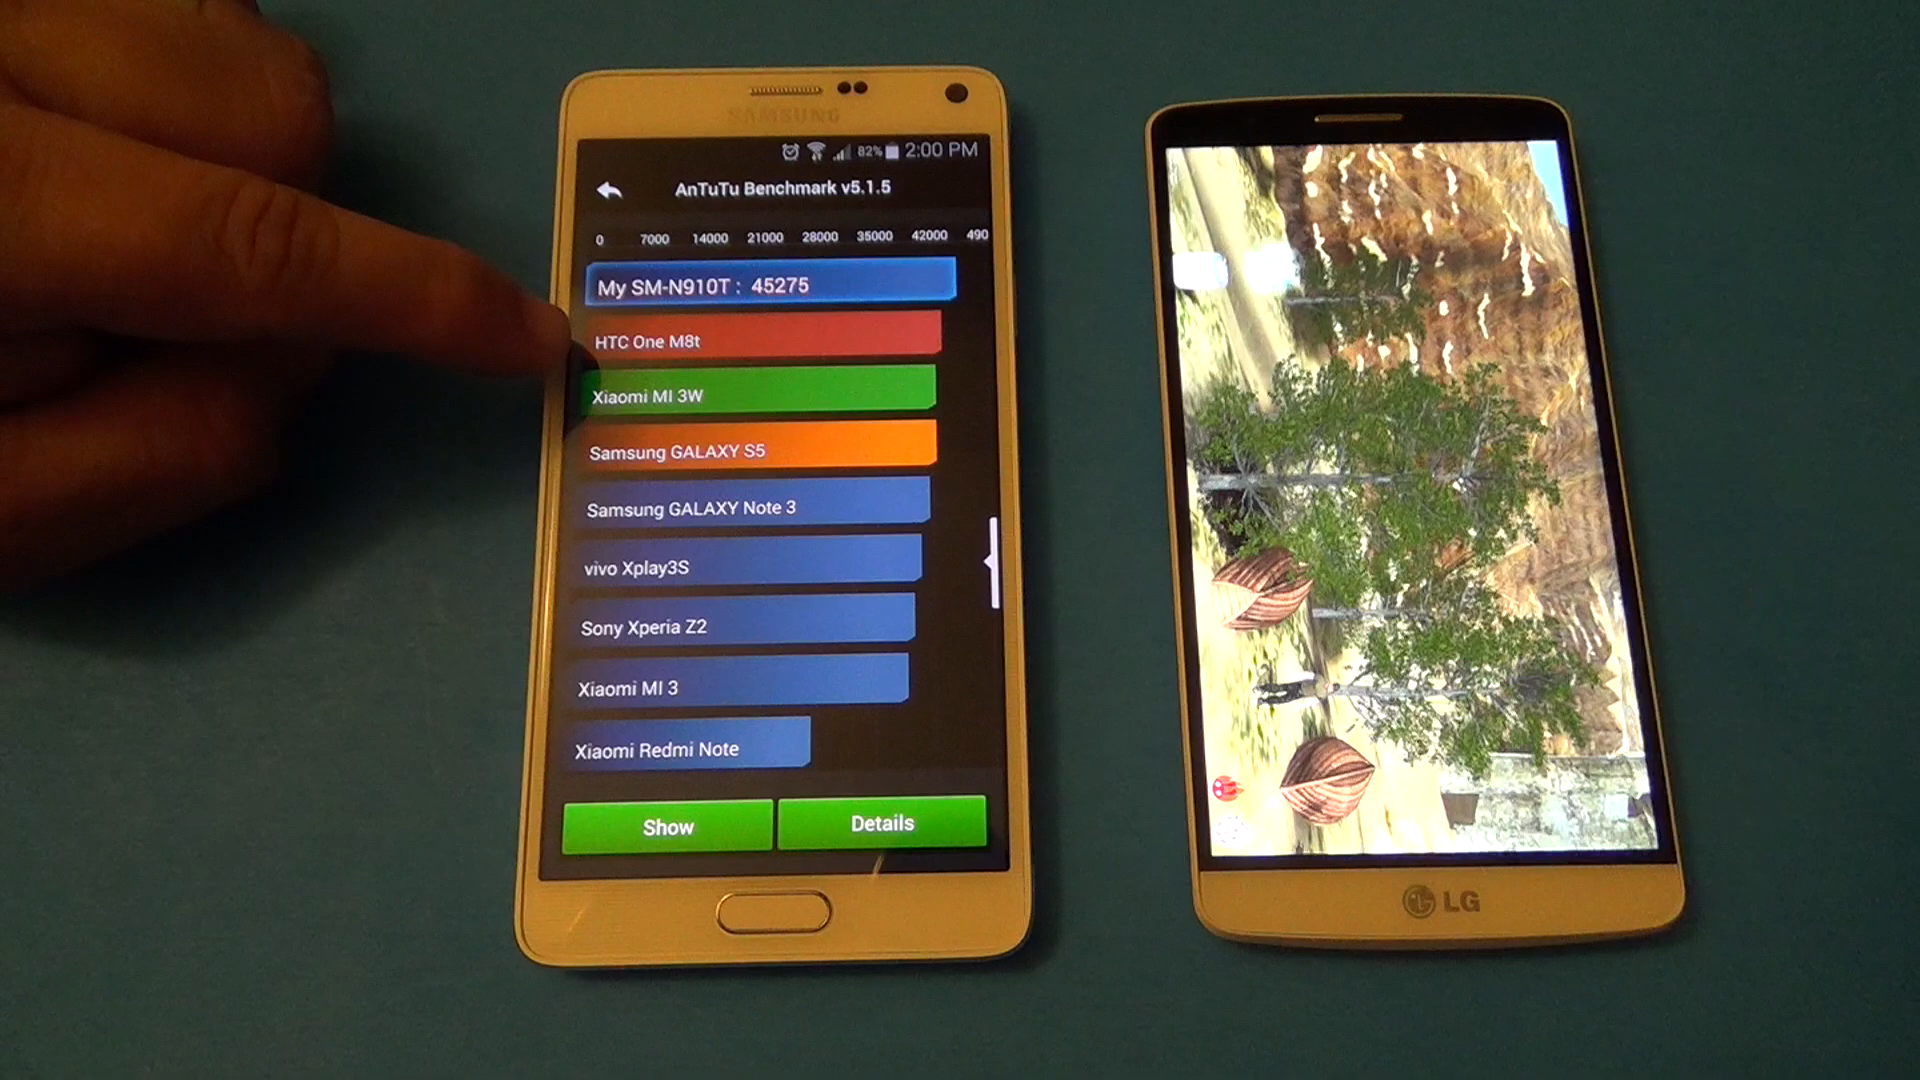 SAMSUNG
82% 2:00 PM
AnTuTu Benchmark v5.1.5
0 7000 14000 21000 28000 35000 42000 490
My SM-N910T : 45275
HTC One M8t
Xiaomi MI 3W
Samsung GALAXY S5
Samsung GALAXY Note 3
vivo Xplay3S
Sony Xperia Z2
Xiaomi MI 3
Xiaomi Redmi Note
Show Details
LG